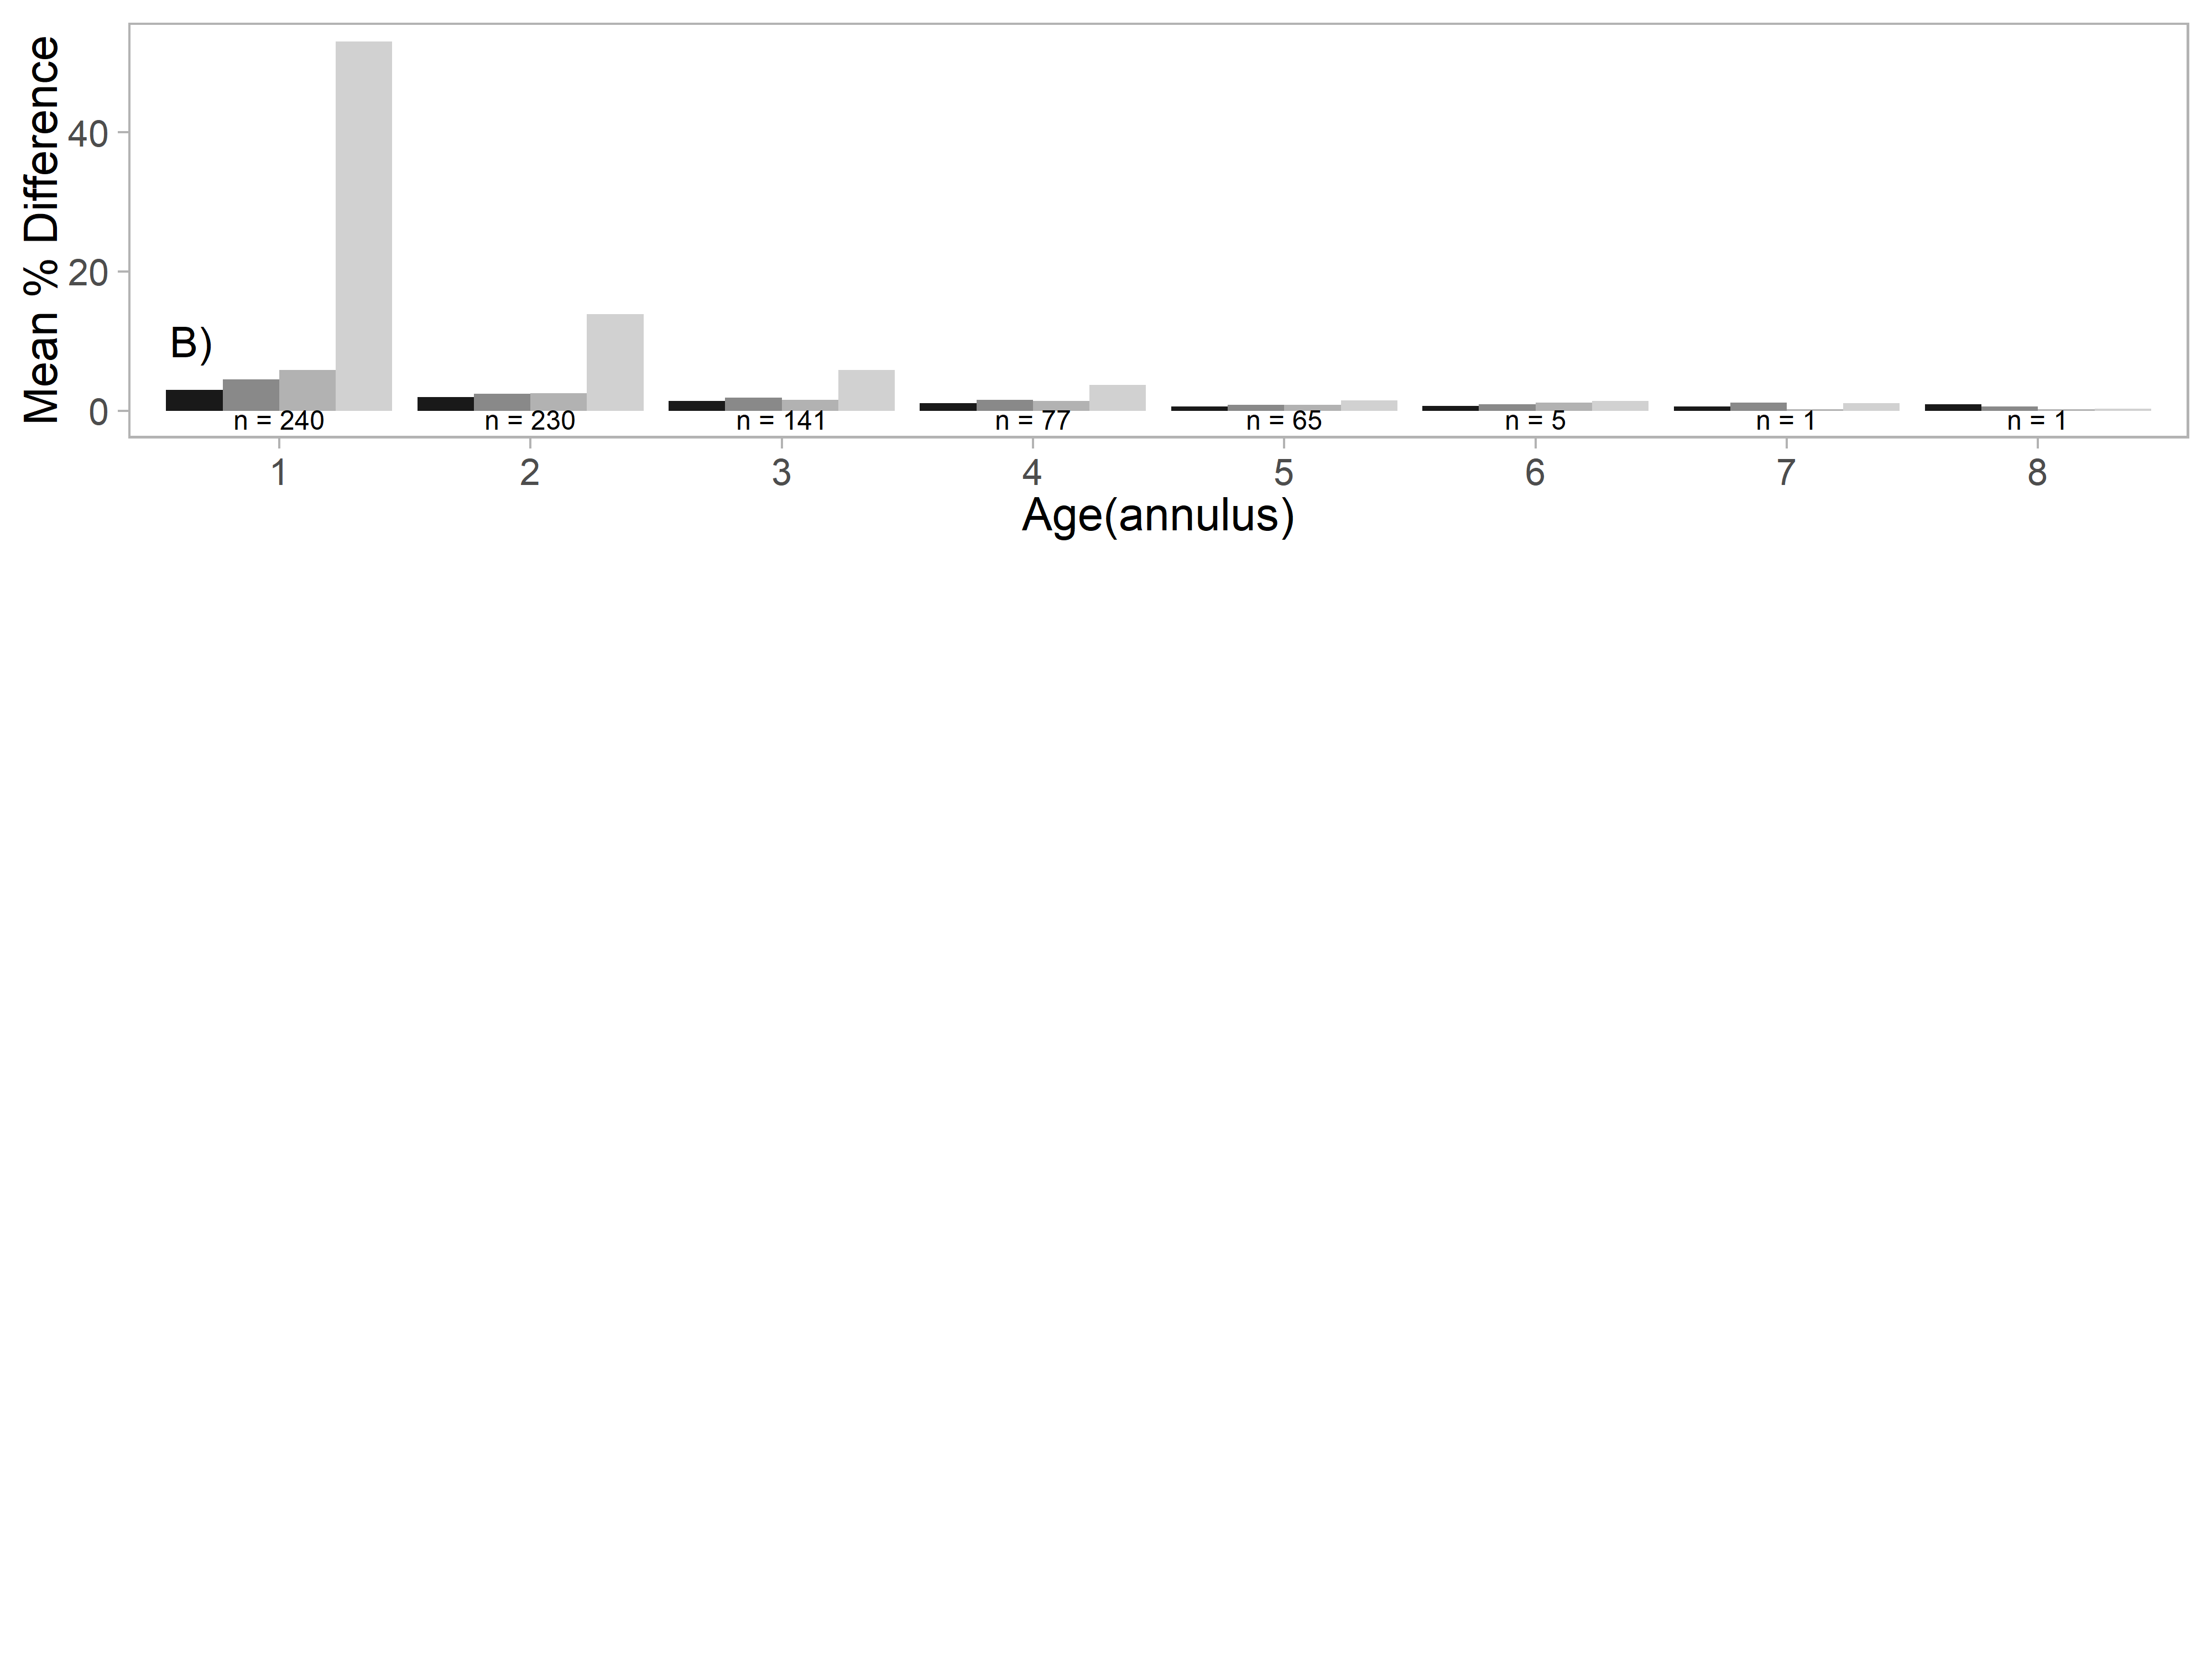 Mean % Difference
40
20
0
B)
n = 240
n = 230
n = 141
n = 77
n = 65
n = 5
n = 1
n = 1
1
2
3
4
5
6
7
8
Age(annulus)